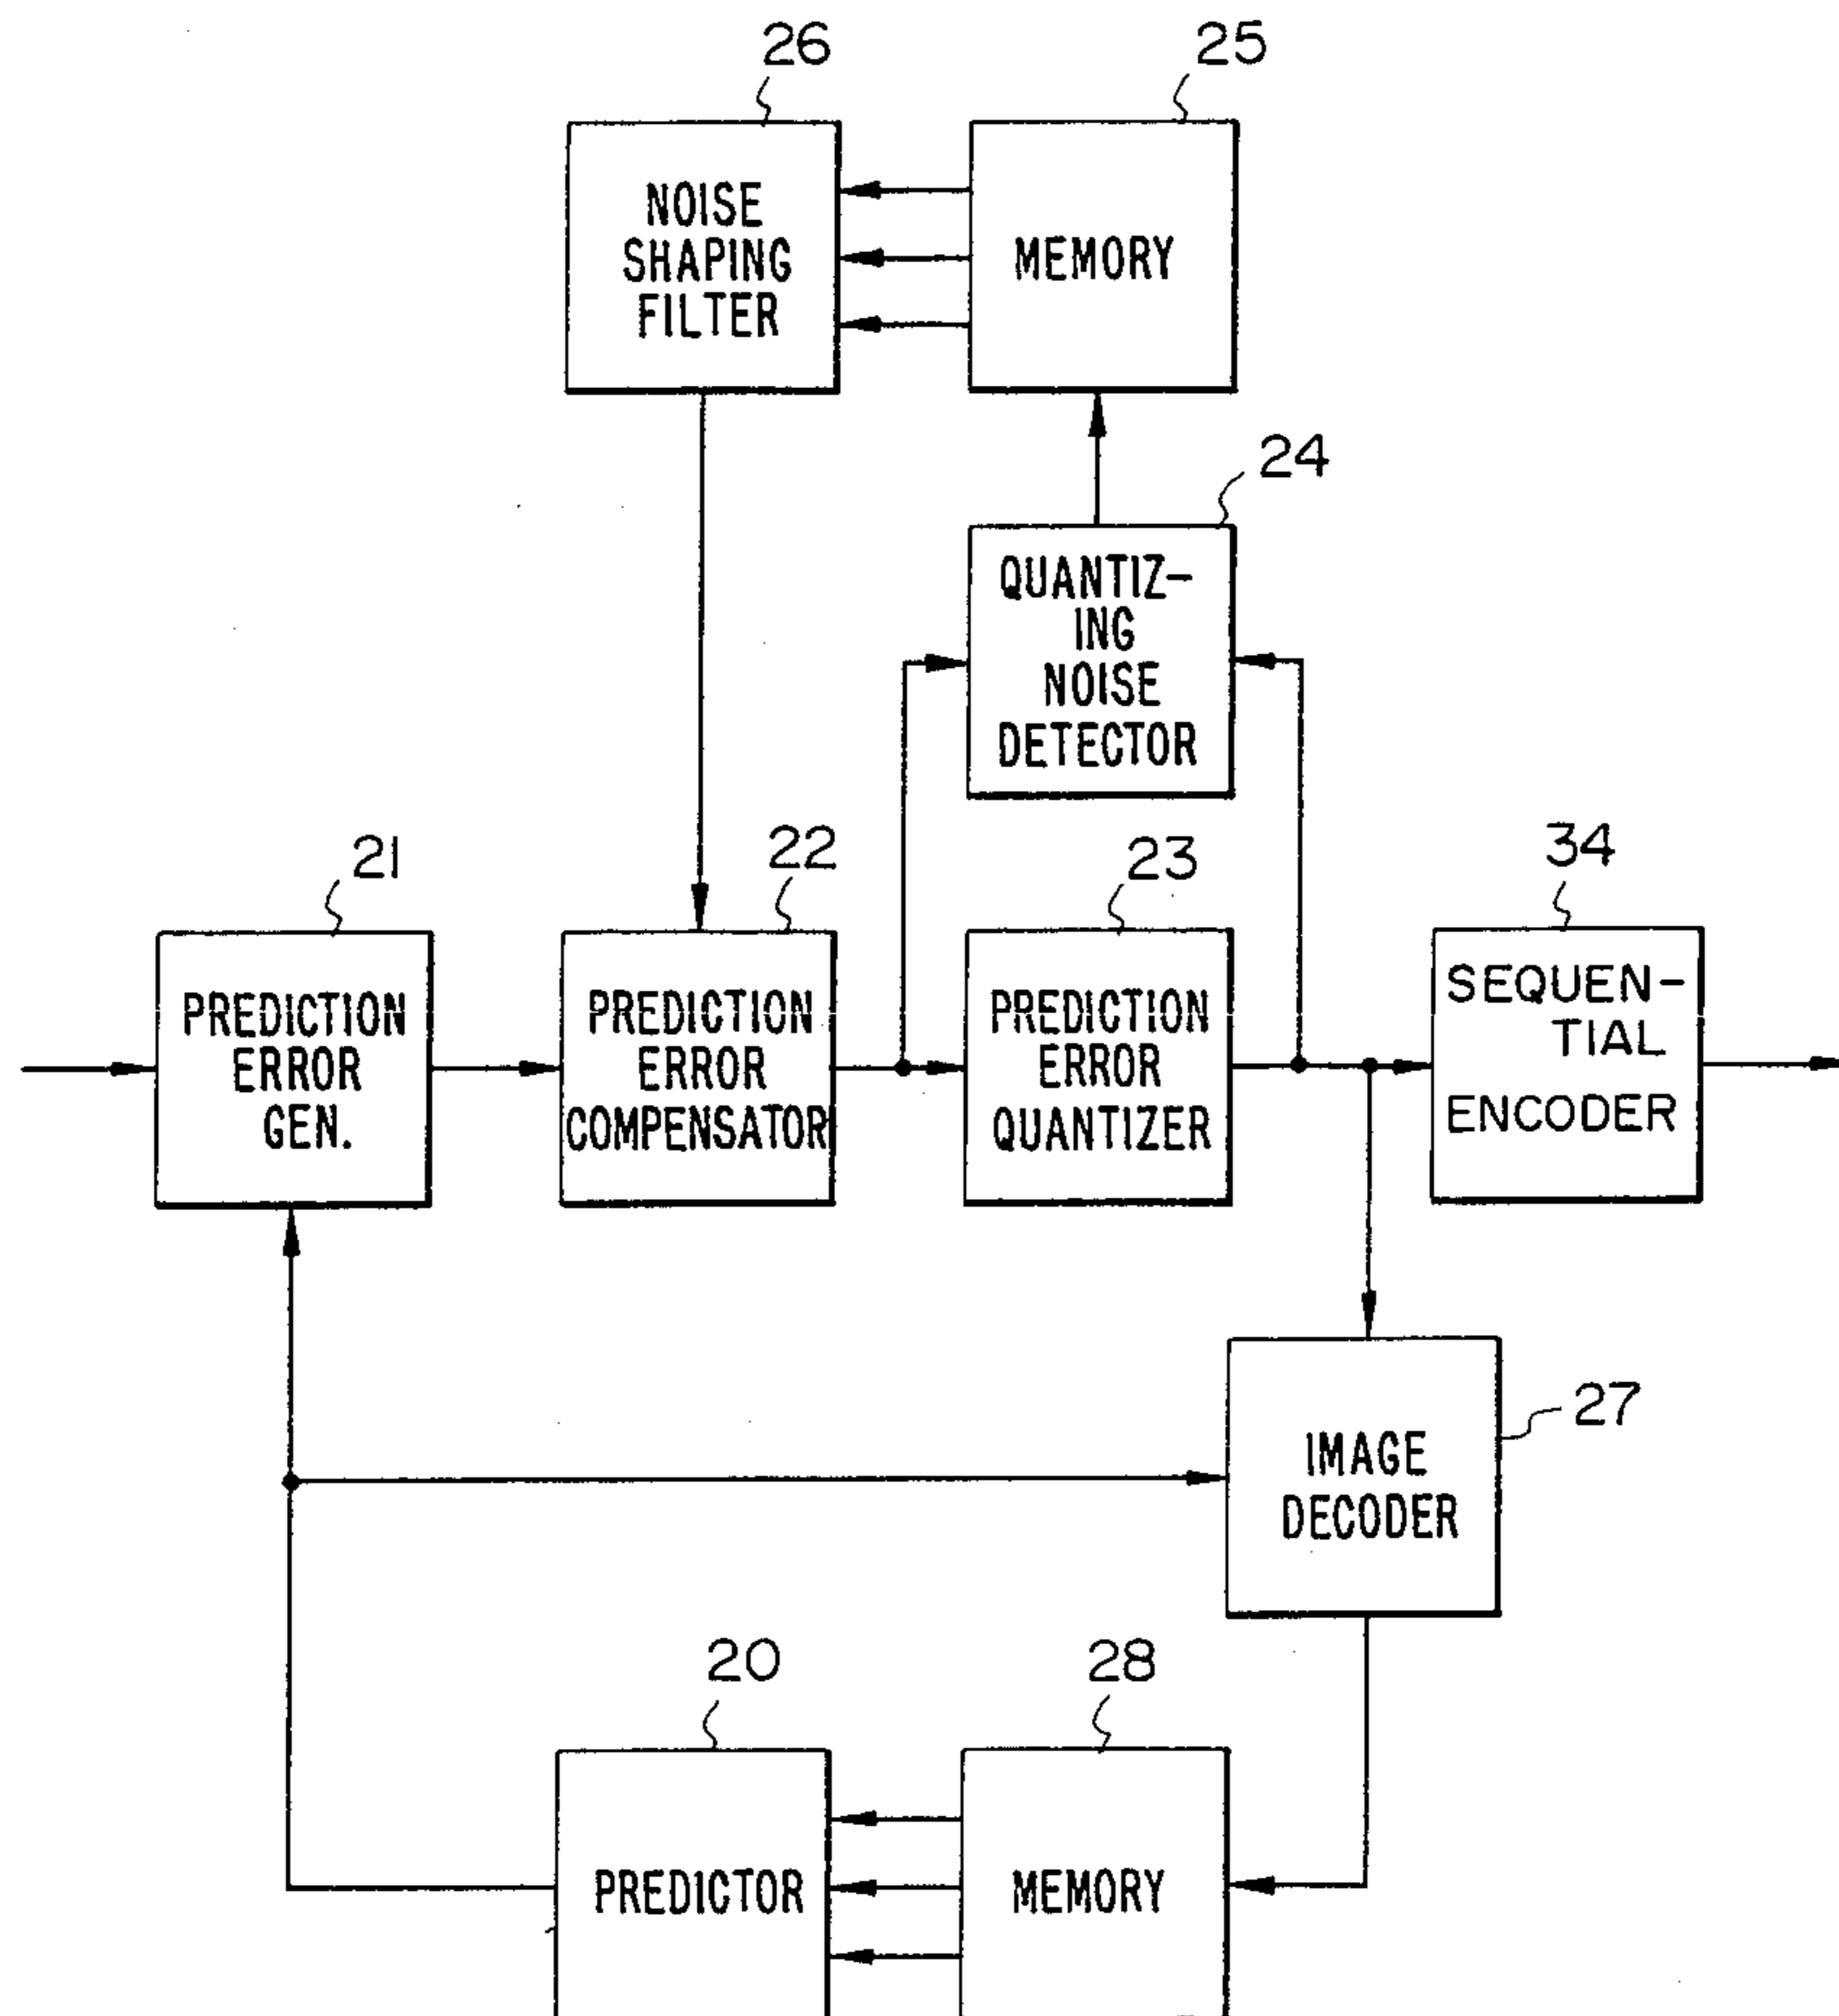 26
25
NOISE
SHAPING
FILTER
MEMORY
24
QUANTIZ-
ING
NOISE
DETECTOR
21
22
23
34
PREDICTION
ERROR
GEN.
PREDICTION
ERROR
COMPENSATOR
PREDICTION
ERROR
QUANTIZER
SEQUEN-
TIAL
ENCODER
27
IMAGE
DECODER
20
28
PREDICTOR
MEMORY